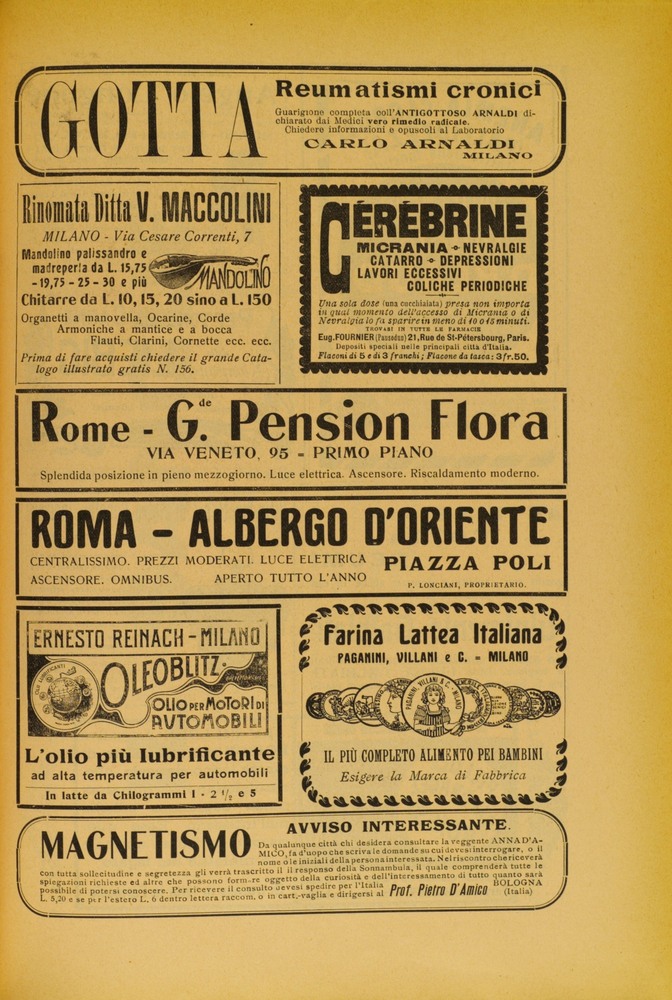 GOTTA
Reumatismi cronici
Guarigione completa coll'ANTIGOTTOSO ARNALDI di-
chiarato dai Medici vero rimedio radicale.
Chiedere informazioni e opuscoli al Laboratorio
CARLO ARNALDI
MILANO
Rinomata Ditta V. MACCOLINI
MILANO - Via Cesare Correnti, 7
Mandolino palissandro e
madreperla da L. 15,75
- 19,75 - 25 - 30 e più
MANDOLINO
Chitarre da L. 10, 15, 20 sino a L. 150
Organetti a manovella, Ocarine, Corde
Armoniche a mantice e a bocca
Flauti, Clarini, Cornette ecc. ecc.
Prima di fare acquisti chiedere il grande Cata-
logo illustrato gratis N. 156.
CÉRÉBRINE
MICRANIA - NEVRALGIE
CATARRO - DEPRESSIONI
LAVORI ECCESSIVI
COLICHE PERIODICHE
Una sola dose (una cucchiaiata) presa non importa
in qual momento dell'accesso di Micrania o di
Nevralgia lo fa sparire in meno di 10 o 15 minuti.
TROVASI IN TUTTE LE FARMACIE
Eug. FOURNIER (Pausodun) 21, Rue de St-Pétersbourg, Paris.
Depositi speciali nelle principali città d'Italia.
Flaconi di 5 e di 3 franchi; Flacone da tasca: 3 fr. 50.
Rome - G.de Pension Flora
VIA VENETO, 95 - PRIMO PIANO
Splendida posizione in pieno mezzogiorno. Luce elettrica. Ascensore. Riscaldamento moderno.
ROMA - ALBERGO D'ORIENTE
CENTRALISSIMO. PREZZI MODERATI. LUCE ELETTRICA
ASCENSORE. OMNIBUS. APERTO TUTTO L'ANNO
PIAZZA POLI
P. LONCIANI, PROPRIETARIO.
ERNESTO REINACH - MILANO
OLEOBLITZ
OLIO PER MOTORI DI
AUTOMOBILI
L'olio più lubrificante
ad alta temperatura per automobili
In latte da Chilogrammi 1 - 2 1/2 e 5
Farina Lattea Italiana
PAGANINI, VILLANI e C. - MILANO
PAGANINI, VILLANI & C. - MILANO
IL PIÙ COMPLETO ALIMENTO PEI BAMBINI
Esigere la Marca di Fabbrica
MAGNETISMO
AVVISO INTERESSANTE.
Da qualunque città chi desidera consultare la veggente ANNA D'A-
MICO, fa d'uopo che scriva le domande su cui devesi interrogare, o il
nome o le iniziali della persona interessata. Nel riscontro che riceverà
con tutta sollecitudine e segretezza gli verrà trascritto il il responso della Sonnambula, il quale comprenderà tutte le
spiegazioni richieste ed altre che possono formare oggetto della curiosità e dell'interessamento di tutto quanto sarà
possibile di potersi conoscere. Per ricevere il consulto devesi spedire per l'Italia
L. 5,20 e se per l'estero L. 6 dentro lettera raccom. o in cart.-vaglia e dirigersi al
Prof. Pietro D'Amico
BOLOGNA
(Italia)